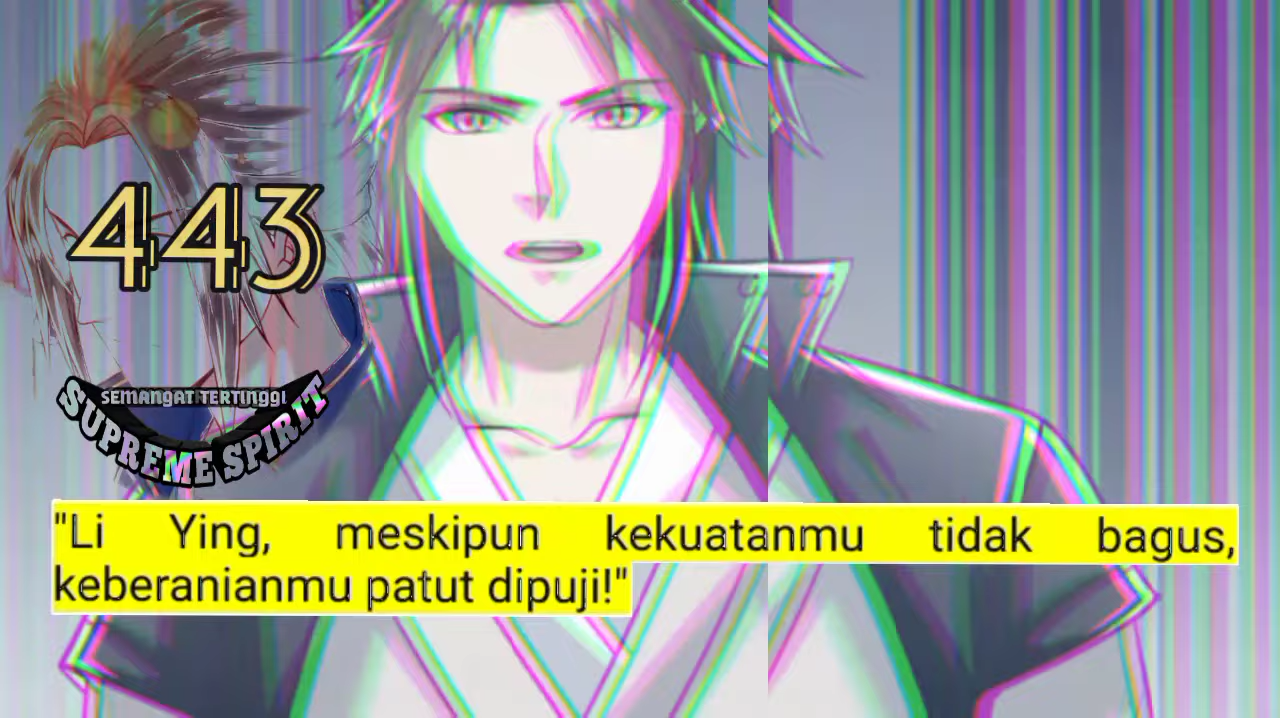 443
SEMANGAT TERTINGGI
SUPREME SPIRIT
"Li Ying, meskipun kekuatanmu tidak bagus,
keberanianmu patut dipuji!"